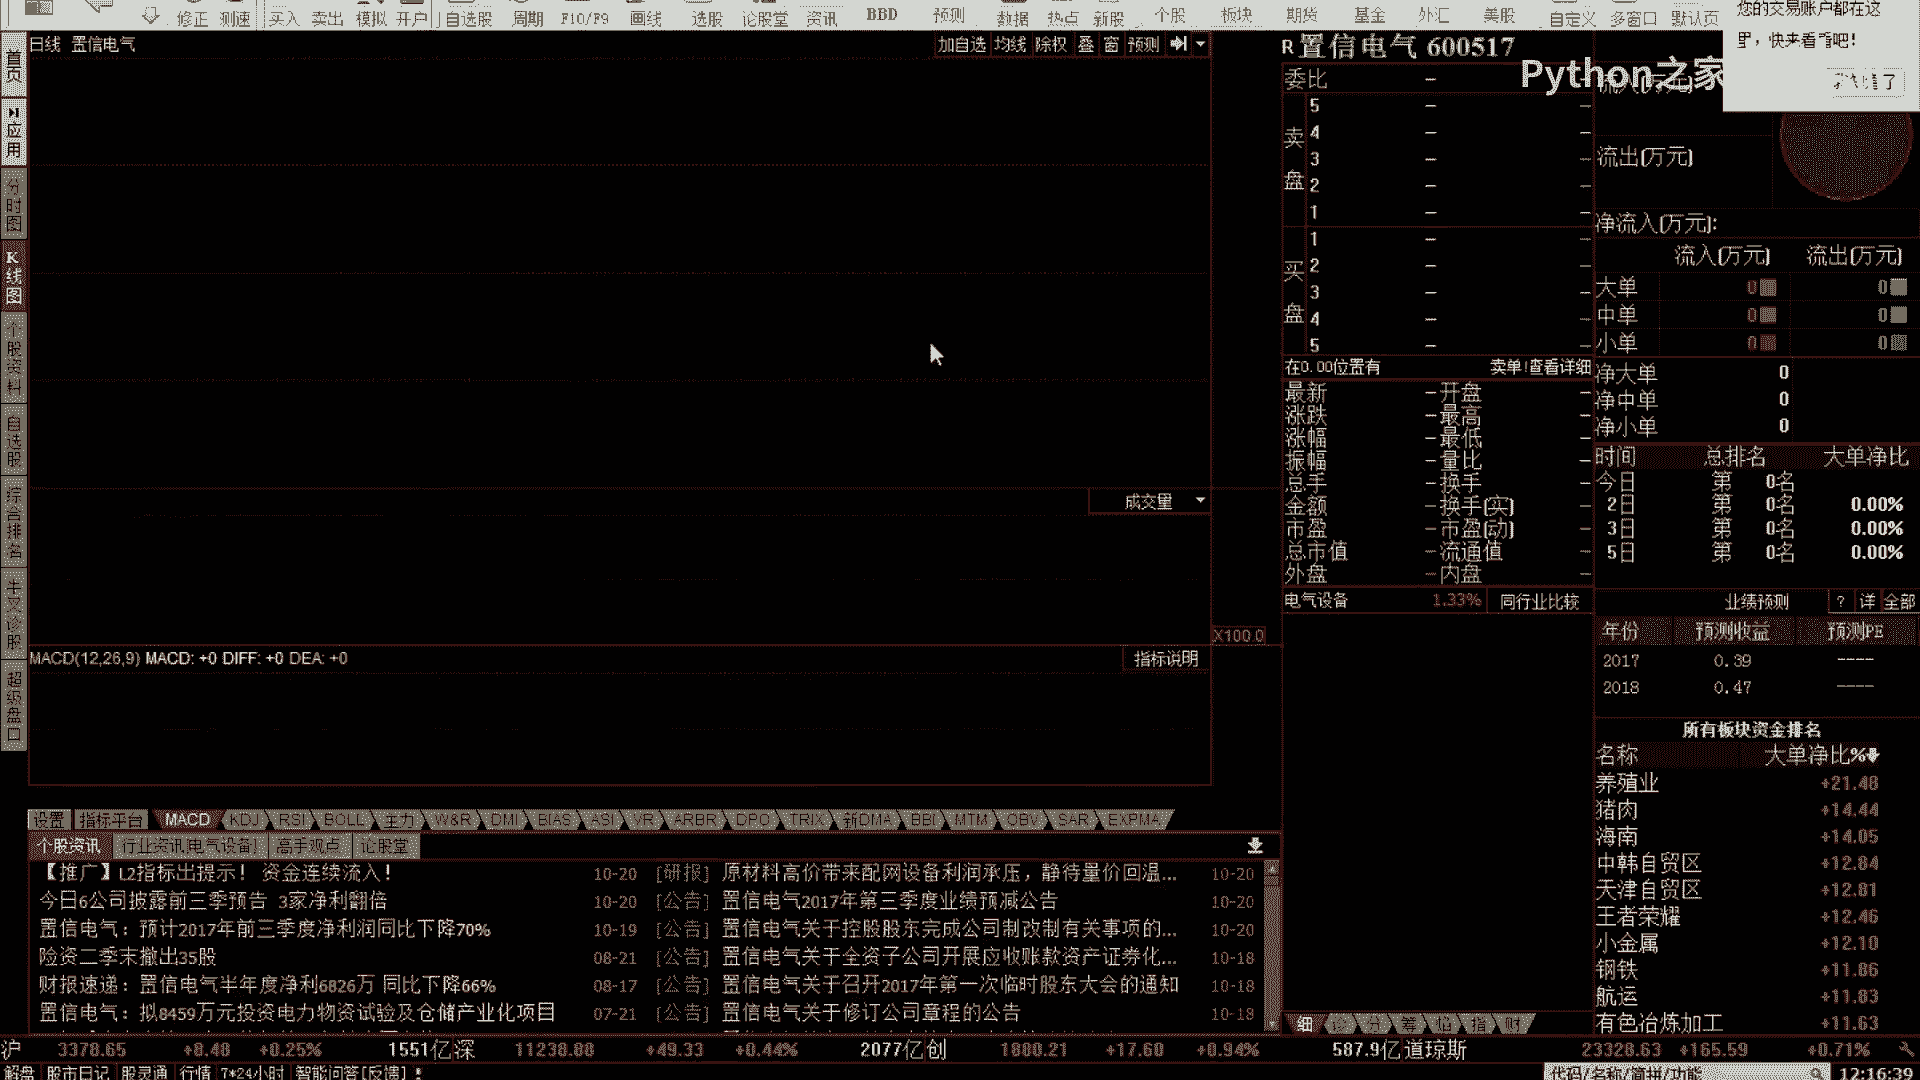 修正 测速 买入 卖出 模拟 开户 自选股 周期 F10/F9 画线 选股 论股堂 资讯 BBD 预测 数据 热点 新股 个股 板块 期货 基金 外汇 美股 自定义 多窗口 默认页
您的交易账户都在这
里，快来看看吧！
首页
应用
分时图
K线图
个股资料
自选股
综合排名
牛叉诊股
超级盘口
日线 置信电气
加自选 均线 除权 叠 窗 预测
成交量
X100.0
MACD(12,26,9) MACD: +0 DIFF: +0 DEA: +0
指标说明
设置 指标平台 MACD KDJ RSI BOLL 主力 W&R DMI BIAS ASI VR ARBR DPO TRIX 新DMA BBI MTM OBV SAR EXPMA
个股资讯 行业资讯[电气设备] 高手观点 论股堂
【推广】L2指标出提示！ 资金连续流入！ 10-20
今日6公司披露前三季预告 3家净利翻倍 10-20
置信电气：预计2017年前三季度净利润同比下降70% 10-19
险资二季末撤出35股 08-21
财报速递：置信电气半年度净利6826万 同比下降66% 08-17
置信电气：拟8459万元投资电力物资试验及仓储产业化项目 07-21
[研报] 原材料高价带来配网设备利润承压，静待量价回温... 10-20
[公告] 置信电气2017年第三季度业绩预减公告 10-20
[公告] 置信电气关于控股股东完成公司制改制有关事项的... 10-20
[公告] 置信电气关于全资子公司开展应收账款资产证券化... 10-18
[公告] 置信电气关于召开2017年第一次临时股东大会的通知 10-18
[公告] 置信电气关于修订公司章程的公告 10-18
R 置信电气 600517
Python之家
委比 －
卖盘
5 －
4 －
3 －
2 －
1 －
买盘
1 －
2 －
3 －
4 －
5 －
在0.00位置有 卖单!查看详细
最新 － 开盘 －
涨跌 － 最高 －
涨幅 － 最低 －
振幅 － 量比 －
总手 － 换手 －
金额 － 换手(实) －
市盈 － 市盈(动) －
总市值 － 流通值 －
外盘 － 内盘 －
电气设备 1.33% 同行业比较
流出(万元)
净流入(万元):
流入(万元) 流出(万元)
大单 0 0
中单 0 0
小单 0 0
净大单 0
净中单 0
净小单 0
时间 总排名 大单净比
今日 第 0名
2日 第 0名 0.00%
3日 第 0名 0.00%
5日 第 0名 0.00%
业绩预测 ? 详 全部
年份 预测收益 预测PE
2017 0.39 ----
2018 0.47 ----
所有板块资金排名
名称 大单净比%
养殖业 +21.48
猪肉 +14.44
海南 +14.05
中韩自贸区 +12.84
天津自贸区 +12.81
王者荣耀 +12.46
小金属 +12.10
钢铁 +11.86
航运 +11.83
有色冶炼加工 +11.63
沪 3378.65 +8.48 +0.25% 1551亿 深 11238.88 +49.33 +0.44% 2077亿 创 1880.21 +17.60 +0.94% 587.9亿 道琼斯 23328.63 +165.59 +0.71%
解盘 股市日记 股灵通 行情 7*24小时 智能问答[反馈] ! 代码/名称/简拼/功能 12:16:39